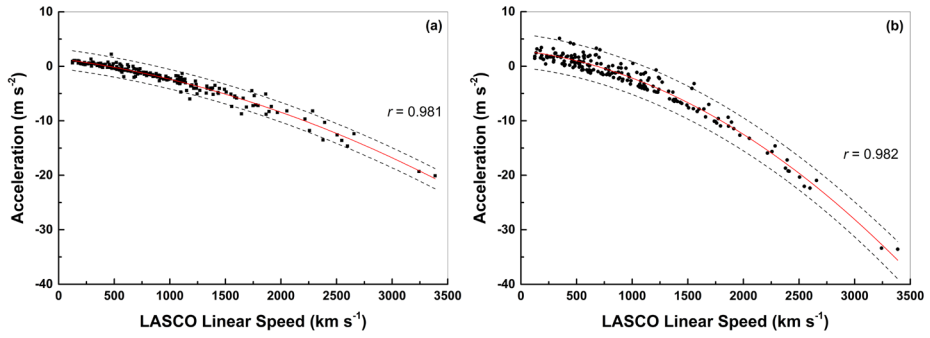 (a)
10
0
-10
-20
-30
-40
Acceleration (m s⁻²)
r = 0.981
0 500 1000 1500 2000 2500 3000 3500
LASCO Linear Speed (km s⁻¹)
(b)
10
0
-10
-20
-30
-40
Acceleration (m s⁻²)
r = 0.982
0 500 1000 1500 2000 2500 3000 3500
LASCO Linear Speed (km s⁻¹)